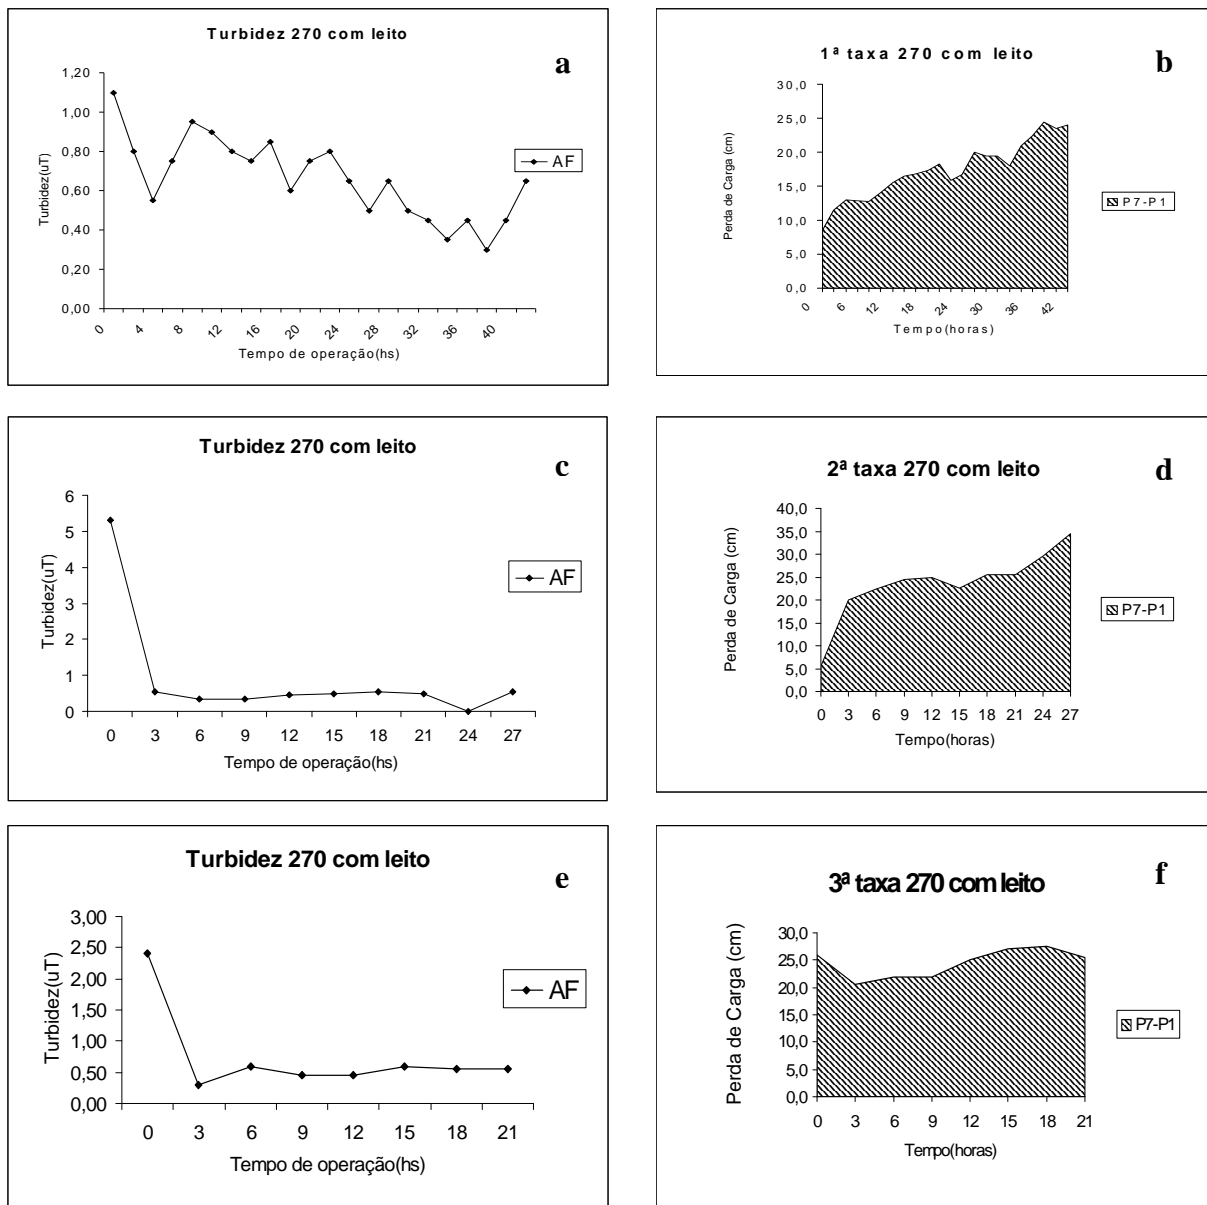 Turbidez 270 com leito
a
1,20
1,00
0,80
0,60
0,40
0,20
0,00
Turbidez(uT)
0 4 8 12 16 20 24 28 32 36 40
Tempo de operação(hs)
AF
1ª taxa 270 com leito
b
30,0
25,0
20,0
15,0
10,0
5,0
0,0
Perda de Carga (cm)
0 6 12 18 24 30 36 42
Tempo(horas)
P7-P1
Turbidez 270 com leito
c
6
5
4
3
2
1
0
Turbidez(uT)
0 3 6 9 12 15 18 21 24 27
Tempo de operação(hs)
AF
2ª taxa 270 com leito
d
40,0
35,0
30,0
25,0
20,0
15,0
10,0
5,0
0,0
Perda de Carga (cm)
0 3 6 9 12 15 18 21 24 27
Tempo(horas)
P7-P1
Turbidez 270 com leito
e
3,00
2,50
2,00
1,50
1,00
0,50
0,00
Turbidez(uT)
0 3 6 9 12 15 18 21
Tempo de operação(hs)
AF
3ª taxa 270 com leito
f
30,0
25,0
20,0
15,0
10,0
5,0
0,0
Perda de Carga (cm)
0 3 6 9 12 15 18 21
Tempo(horas)
P7-P1